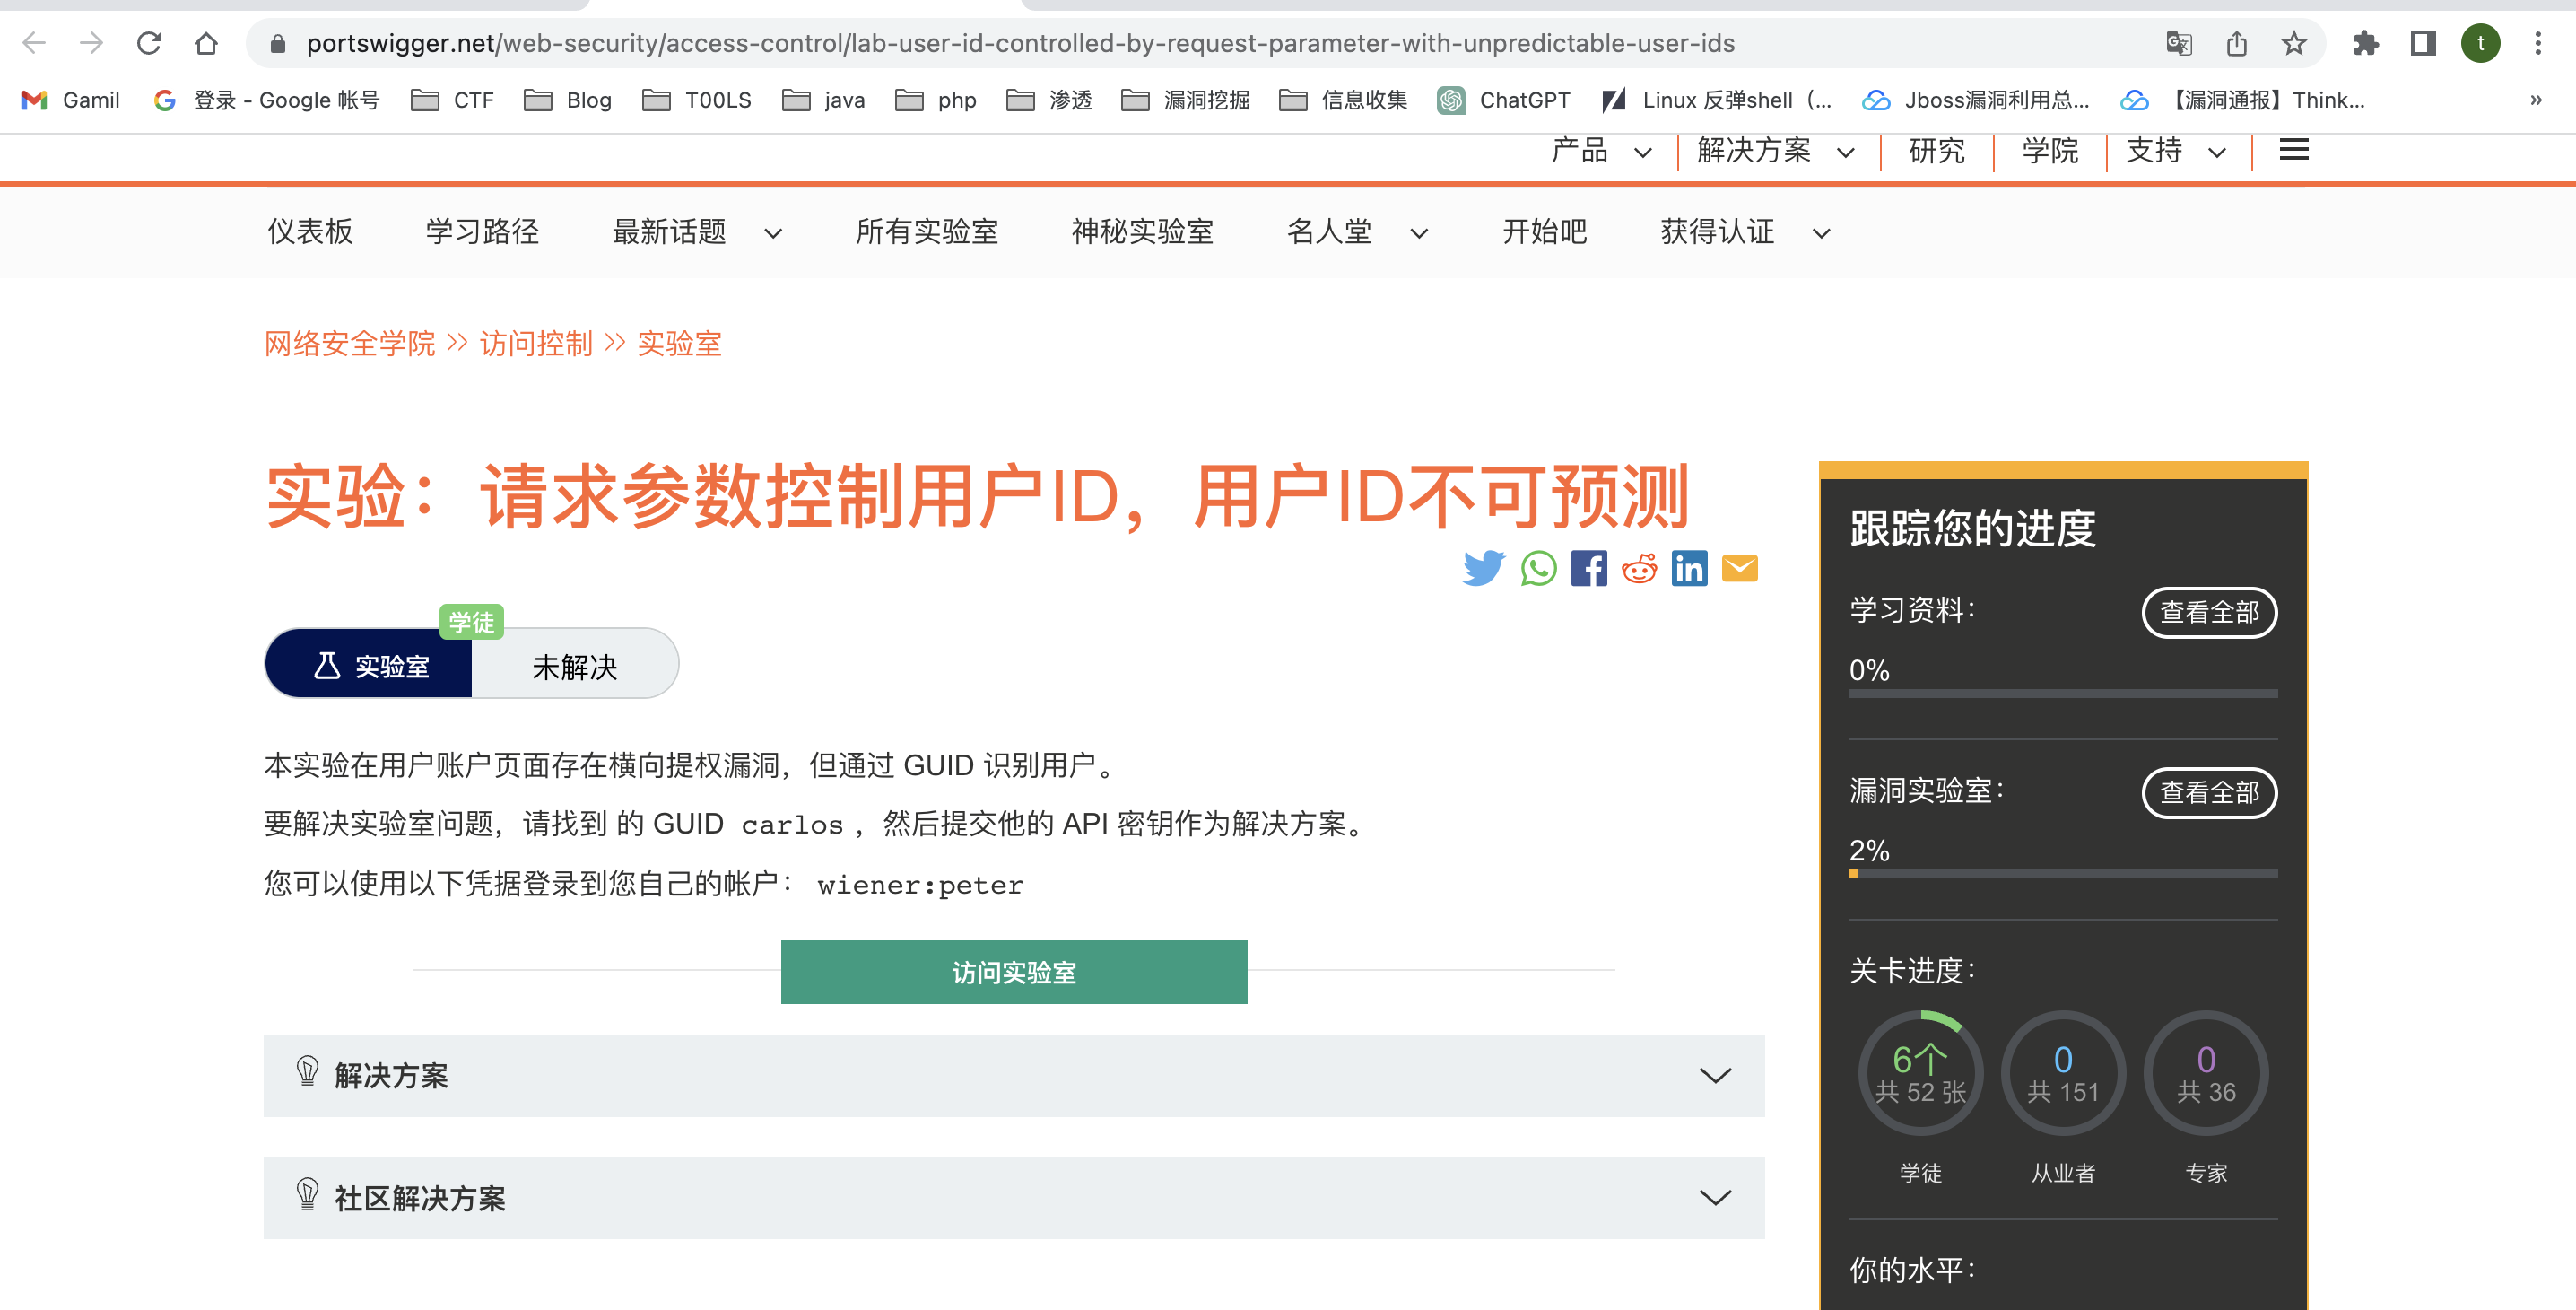 portswigger.net/web-security/access-control/lab-user-id-controlled-by-request-parameter-with-unpredictable-user-ids
t
Gamil 登录 - Google 帐号 CTF Blog T00LS java php 渗透 漏洞挖掘 信息收集 ChatGPT Linux 反弹shell（... Jboss漏洞利用总... 【漏洞通报】Think... »
产品 解决方案 研究 学院 支持
仪表板 学习路径 最新话题 所有实验室 神秘实验室 名人堂 开始吧 获得认证
网络安全学院 >> 访问控制 >> 实验室
实验：请求参数控制用户ID，用户ID不可预测
学徒
实验室 未解决
本实验在用户账户页面存在横向提权漏洞，但通过 GUID 识别用户。
要解决实验室问题，请找到 的 GUID carlos ，然后提交他的 API 密钥作为解决方案。
您可以使用以下凭据登录到您自己的帐户： wiener:peter
访问实验室
解决方案
社区解决方案
跟踪您的进度
学习资料： 查看全部
0%
漏洞实验室： 查看全部
2%
关卡进度：
6个 0 0
共 52 张 共 151 共 36
学徒 从业者 专家
你的水平：